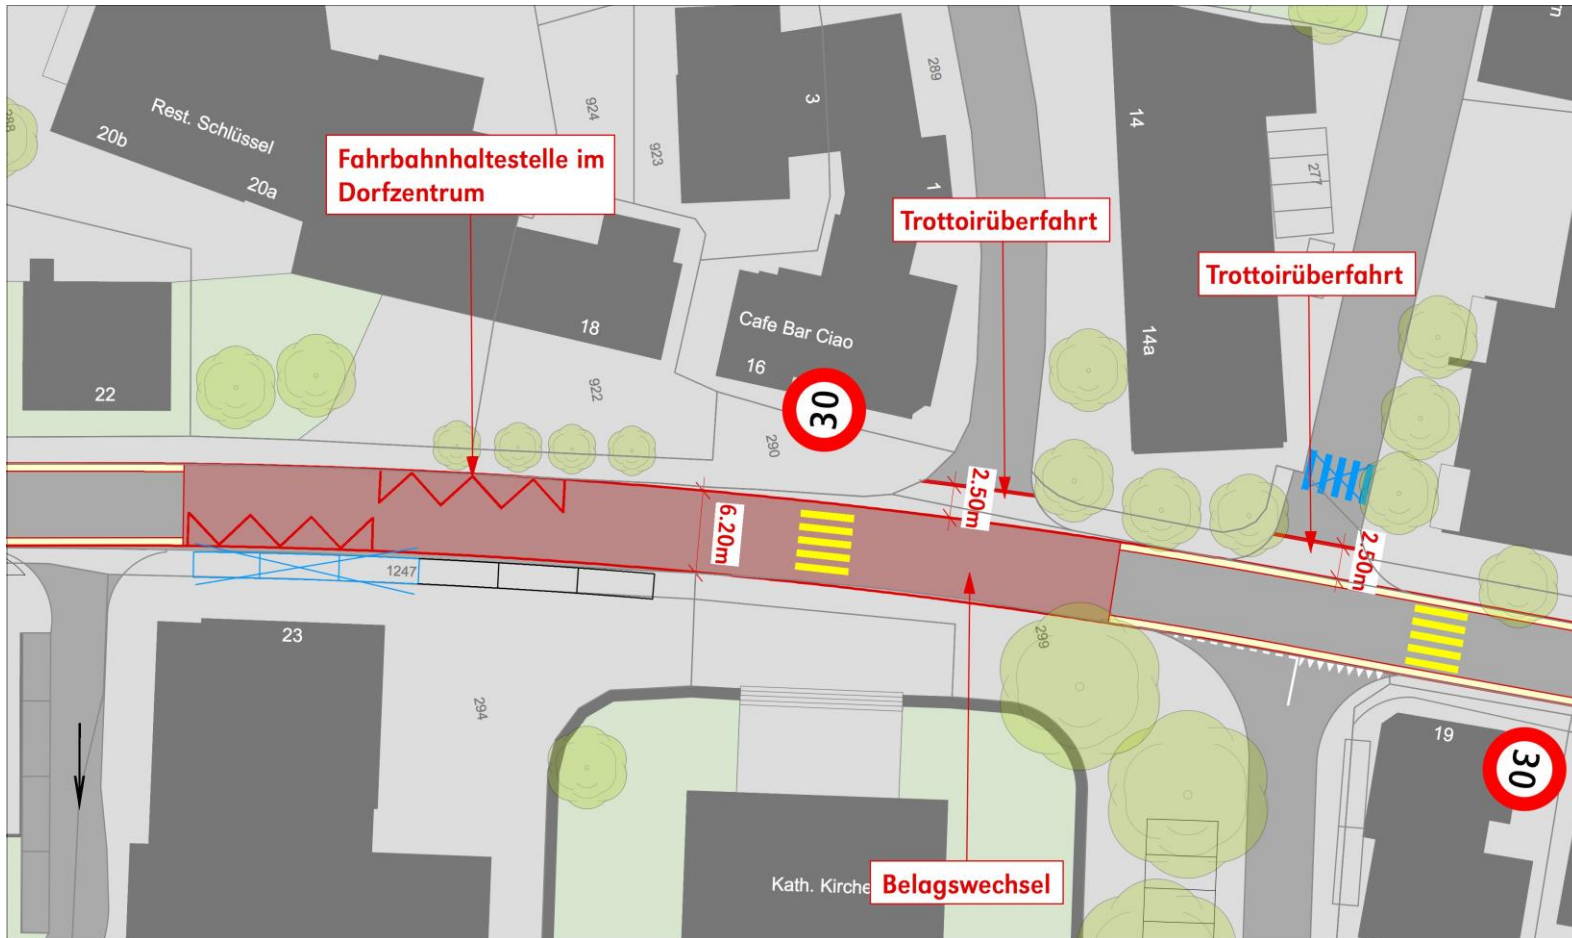 m
288
Rest. Schlüssel
20b
20a
924
923
3
289
1
14
277
Fahrbahnhaltestelle im
Dorfzentrum
Trottoirüberfahrt
Trottoirüberfahrt
18
Cafe Bar Ciao
16
14a
22
922
30
290
2.50m
6.20m
2.50m
1247
23
299
294
19
30
Kath. Kirche
Belagswechsel